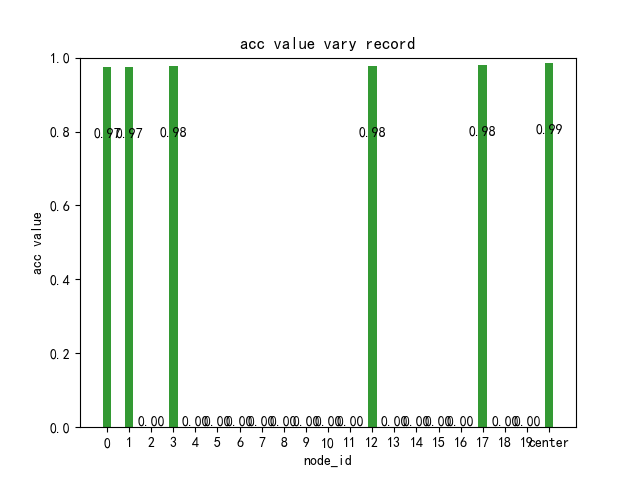 acc value vary record
1.0
0.8
0.6
0.4
0.2
0.0
acc value
0.97 0.97 0.98 0.98 0.98 0.99
0.00 0.00 0.00 0.00 0.00 0.00 0.00 0.00 0.00 0.00 0.00 0.00 0.00 0.00 0.00
0 1 2 3 4 5 6 7 8 9 10 11 12 13 14 15 16 17 18 19 center
node_id